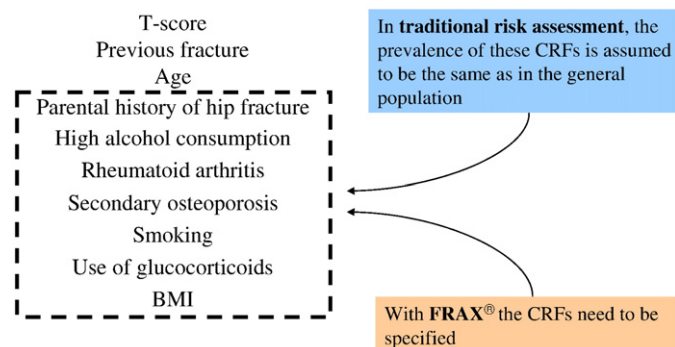 T-score
Previous fracture
Age
Parental history of hip fracture
High alcohol consumption
Rheumatoid arthritis
Secondary osteoporosis
Smoking
Use of glucocorticoids
BMI
In traditional risk assessment, the
prevalence of these CRFs is assumed
to be the same as in the general
population
With FRAX® the CRFs need to be
specified